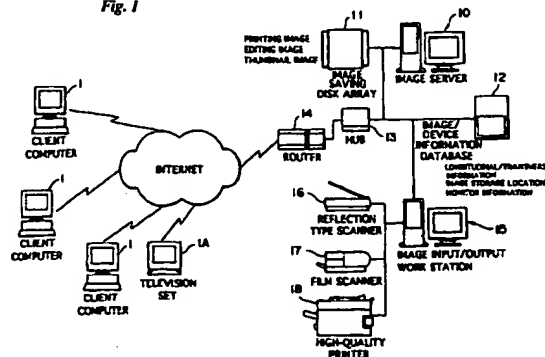 Fig. 1
1
CLIENT
COMPUTER
1
CLIENT
COMPUTER
1
CLIENT
COMPUTER
1A
TELEVISION
SET
INTERNET
14
ROUTER
13
HUB
11
PRINTING IMAGE
EDITING IMAGE
THUMBNAIL IMAGE
IMAGE
SAVING
DISK ARRAY
10
IMAGE SERVER
12
IMAGE/
DEVICE
INFORMATION
DATABASE
INFORMATION
IMAGE STORAGE LOCATION
MONITOR INFORMATION
16
REFLECTION
TYPE SCANNER
17
FILM SCANNER
18
HIGH-QUALITY
PRINTER
15
IMAGE INPUT/OUTPUT
WORK STATION